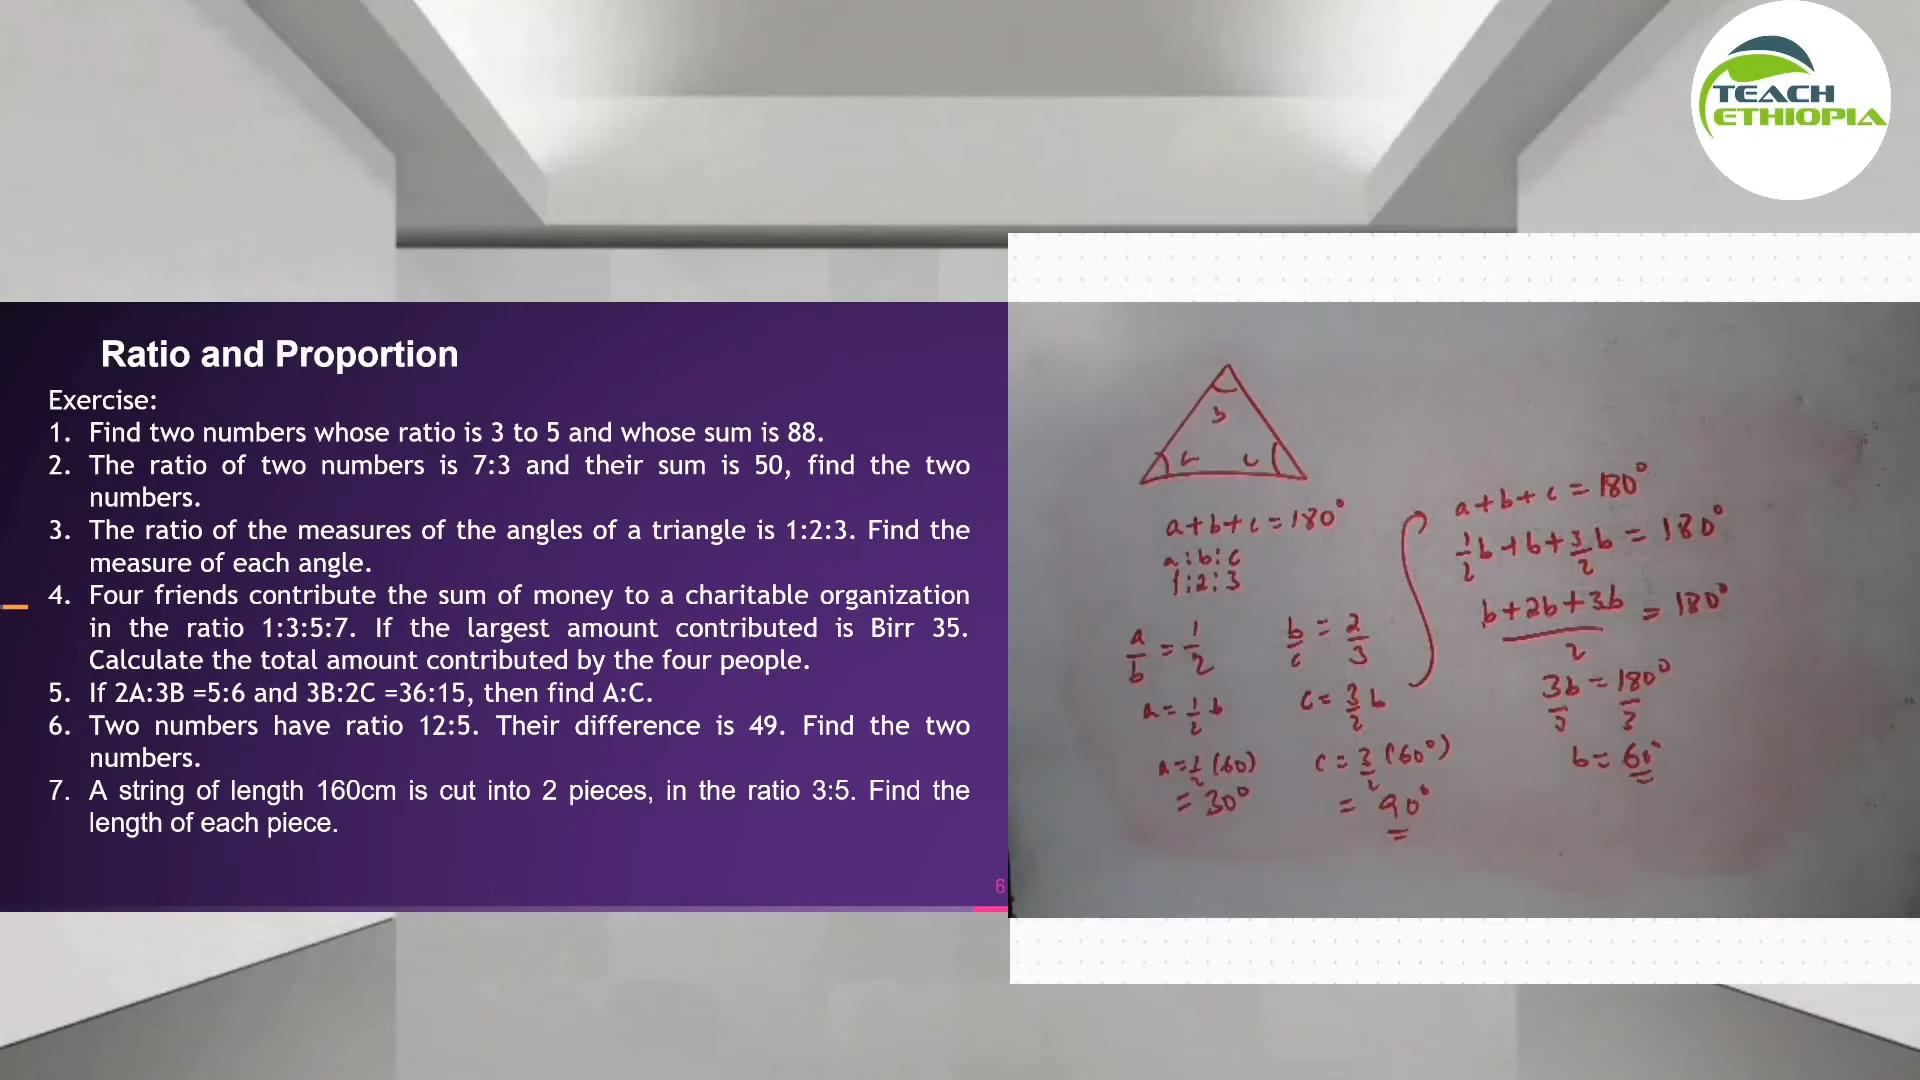 TEACH
ETHIOPIA
Ratio and Proportion
Exercise:
1. Find two numbers whose ratio is 3 to 5 and whose sum is 88.
2. The ratio of two numbers is 7:3 and their sum is 50, find the two
numbers.
3. The ratio of the measures of the angles of a triangle is 1:2:3. Find the
measure of each angle.
4. Four friends contribute the sum of money to a charitable organization
in the ratio 1:3:5:7. If the largest amount contributed is Birr 35.
Calculate the total amount contributed by the four people.
5. If 2A:3B =5:6 and 3B:2C =36:15, then find A:C.
6. Two numbers have ratio 12:5. Their difference is 49. Find the two
numbers.
7. A string of length 160cm is cut into 2 pieces, in the ratio 3:5. Find the
length of each piece.
6
b
c
a+b+c=180°
a:b:c
1:2:3
a/b = 1/2
b/c = 2/3
a = 1/2 b
c = 3/2 b
a = 1/2 (60)
= 30°
c = 3/2 (60°)
= 90°
a+b+c = 180°
1/2 b + b + 3/2 b = 180°
b+2b+3b / 2 = 180°
3b/3 = 180°/3
b = 60°